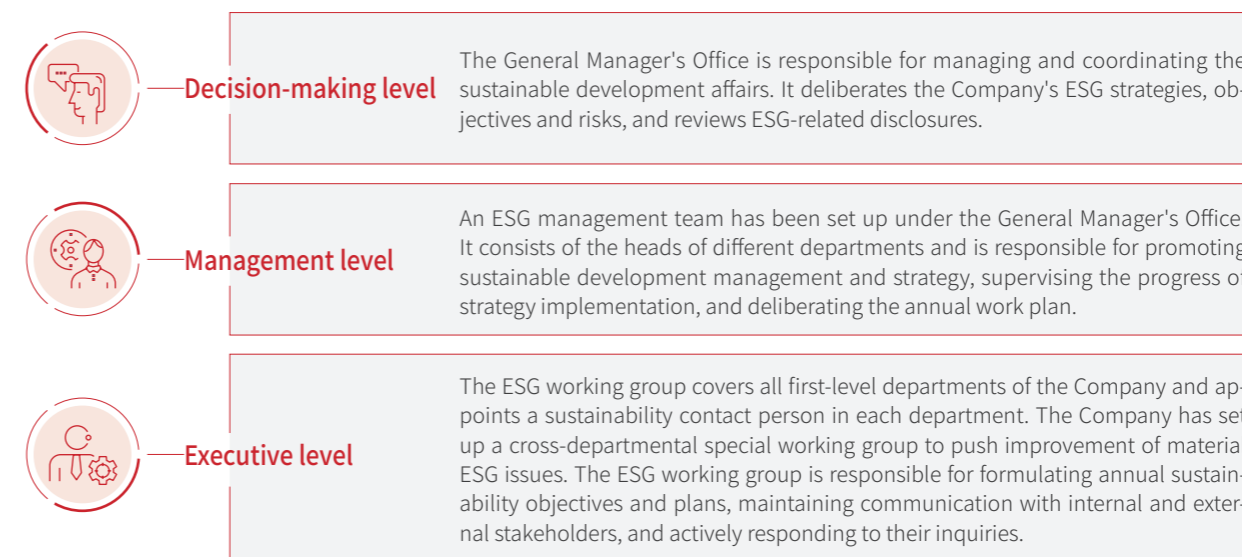 The General Manager's Office is responsible for managing and coordinating the
Decision-making level
sustainable development affairs. It deliberates the Company's ESG strategies, ob-
jectives and risks, and reviews ESG-related disclosures.
An ESG management team has been set up under the General Manager's Office
It consists of the heads of different departments and is responsible for promoting
Management level
sustainable development management and strategy, supervising the progress of
strategy implementation, and deliberating the annual work plan.
The ESG working group covers all first-level departments of the Company and ap-
points a sustainability contact person in each department. The Company has set
up a cross-departmental special working group to push improvement of material
Executive level
ESG issues. The ESG working group is responsible for formulating annual sustain-
ability objectives and plans, maintaining communication with internal and exter-
nal stakeholders, and actively responding to their inquiries.